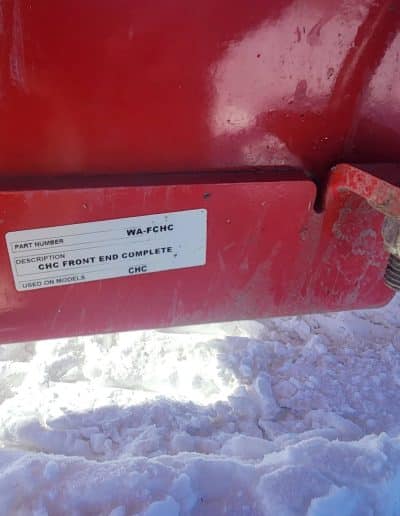 PART NUMBER WA-FCHC
DESCRIPTION CHC FRONT END COMPLETE
USED ON MODELS CHC